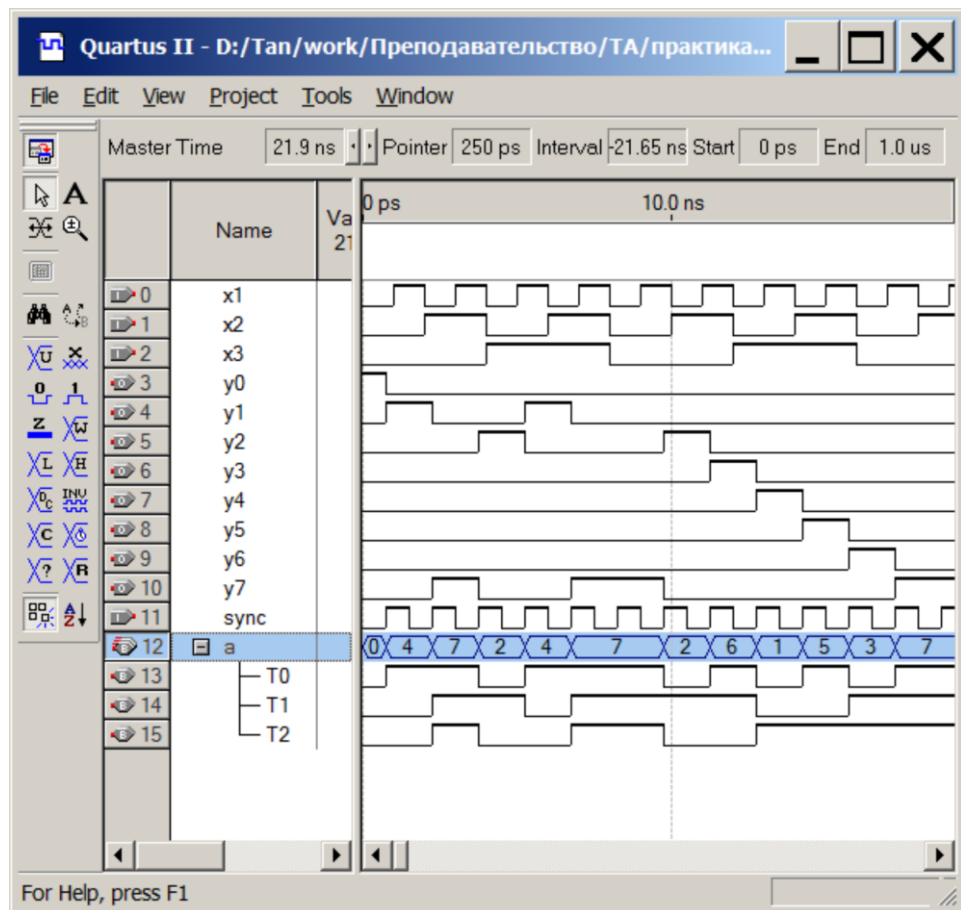 Quartus II - D:/Tan/work/Преподавательство/ТА/практика...
File Edit View Project Tools Window
Master Time 21.9 ns Pointer 250 ps Interval -21.65 ns Start 0 ps End 1.0 us
Name Va 21 0 ps 10.0 ns
0 x1
1 x2
2 x3
3 y0
4 y1
5 y2
6 y3
7 y4
8 y5
9 y6
10 y7
11 sync
12 a 0 4 7 2 4 7 2 6 1 5 3 7
13 T0
14 T1
15 T2
For Help, press F1